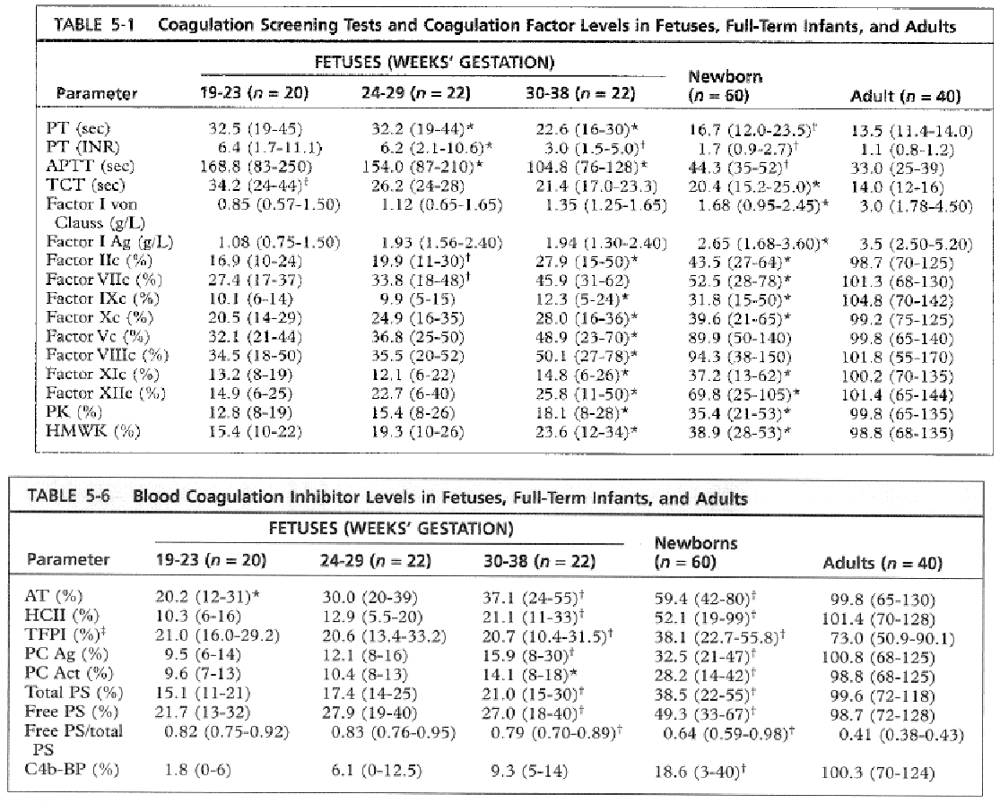 TABLE 5-1 Coagulation Screening Tests and Coagulation Factor Levels in Fetuses, Full-Term Infants, and Adults
FETUSES (WEEKS' GESTATION)
Parameter 19-23 (n = 20) 24-29 (n = 22) 30-38 (n = 22) Newborn (n = 60) Adult (n = 40)
PT (sec) 32.5 (19-45) 32.2 (19-44)* 22.6 (16-30)* 16.7 (12.0-23.5)† 13.5 (11.4-14.0)
PT (INR) 6.4 (1.7-11.1) 6.2 (2.1-10.6)* 3.0 (1.5-5.0)† 1.7 (0.9-2.7)† 1.1 (0.8-1.2)
APTT (sec) 168.8 (83-250) 154.0 (87-210)* 104.8 (76-128)* 44.3 (35-52)† 33.0 (25-39)
TCT (sec) 34.2 (24-44)† 26.2 (24-28) 21.4 (17.0-23.3) 20.4 (15.2-25.0)* 14.0 (12-16)
Factor I von 0.85 (0.57-1.50) 1.12 (0.65-1.65) 1.35 (1.25-1.65) 1.68 (0.95-2.45)* 3.0 (1.78-4.50)
Clauss (g/L)
Factor I Ag (g/L) 1.08 (0.75-1.50) 1.93 (1.56-2.40) 1.94 (1.30-2.40) 2.65 (1.68-3.60)* 3.5 (2.50-5.20)
Factor IIc (%) 16.9 (10-24) 19.9 (11-30)† 27.9 (15-50)* 43.5 (27-64)* 98.7 (70-125)
Factor VIIc (%) 27.4 (17-37) 33.8 (18-48)† 45.9 (31-62) 52.5 (28-78)* 101.3 (68-130)
Factor IXc (%) 10.1 (6-14) 9.9 (5-15) 12.3 (5-24)* 31.8 (15-50)* 104.8 (70-142)
Factor Xc (%) 20.5 (14-29) 24.9 (16-35) 28.0 (16-36)* 39.6 (21-65)* 99.2 (75-125)
Factor Vc (%) 32.1 (21-44) 36.8 (25-50) 48.9 (23-70)* 89.9 (50-140) 99.8 (65-140)
Factor VIIIc (%) 34.5 (18-50) 35.5 (20-52) 50.1 (27-78)* 94.3 (38-150) 101.8 (55-170)
Factor XIc (%) 13.2 (8-19) 12.1 (6-22) 14.8 (6-26)* 37.2 (13-62)* 100.2 (70-135)
Factor XIIc (%) 14.9 (6-25) 22.7 (6-40) 25.8 (11-50)* 69.8 (25-105)* 101.4 (65-144)
PK (%) 12.8 (8-19) 15.4 (8-26) 18.1 (8-28)* 35.4 (21-53)* 99.8 (65-135)
HMWK (%) 15.4 (10-22) 19.3 (10-26) 23.6 (12-34)* 38.9 (28-53)* 98.8 (68-135)
TABLE 5-6 Blood Coagulation Inhibitor Levels in Fetuses, Full-Term Infants, and Adults
FETUSES (WEEKS' GESTATION)
Parameter 19-23 (n = 20) 24-29 (n = 22) 30-38 (n = 22) Newborns (n = 60) Adults (n = 40)
AT (%) 20.2 (12-31)* 30.0 (20-39) 37.1 (24-55)† 59.4 (42-80)† 99.8 (65-130)
HCII (%) 10.3 (6-16) 12.9 (5.5-20) 21.1 (11-33)† 52.1 (19-99)† 101.4 (70-128)
TFPI (%)‡ 21.0 (16.0-29.2) 20.6 (13.4-33.2) 20.7 (10.4-31.5)† 38.1 (22.7-55.8)† 73.0 (50.9-90.1)
PC Ag (%) 9.5 (6-14) 12.1 (8-16) 15.9 (8-30)† 32.5 (21-47)† 100.8 (68-125)
PC Act (%) 9.6 (7-13) 10.4 (8-13) 14.1 (8-18)* 28.2 (14-42)† 98.8 (68-125)
Total PS (%) 15.1 (11-21) 17.4 (14-25) 21.0 (15-30)† 38.5 (22-55)† 99.6 (72-118)
Free PS (%) 21.7 (13-32) 27.9 (19-40) 27.0 (18-40)† 49.3 (33-67)† 98.7 (72-128)
Free PS/total 0.82 (0.75-0.92) 0.83 (0.76-0.95) 0.79 (0.70-0.89)† 0.64 (0.59-0.98)† 0.41 (0.38-0.43)
PS
C4b-BP (%) 1.8 (0-6) 6.1 (0-12.5) 9.3 (5-14) 18.6 (3-40)† 100.3 (70-124)